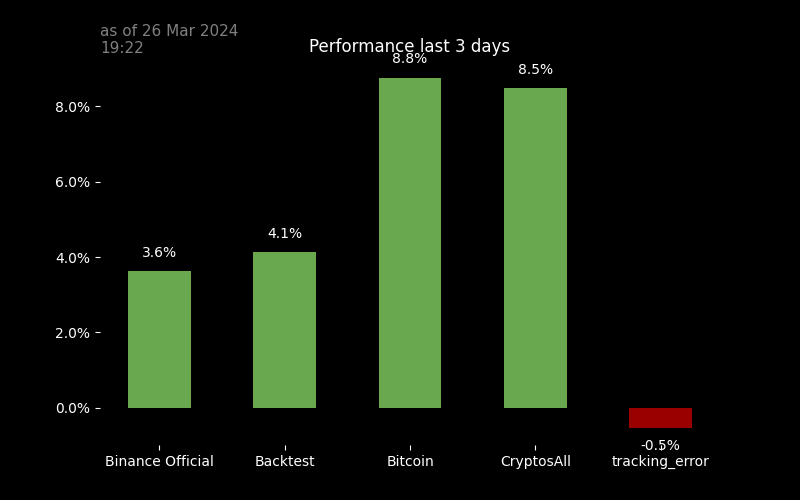 as of 26 Mar 2024
19:22
Performance last 3 days
8.8%
8.5%
8.0%
6.0%
4.1%
3.6%
4.0%
2.0%
0.0%
-0.5%
Binance Official
Backtest
Bitcoin
CryptosAll
tracking_error